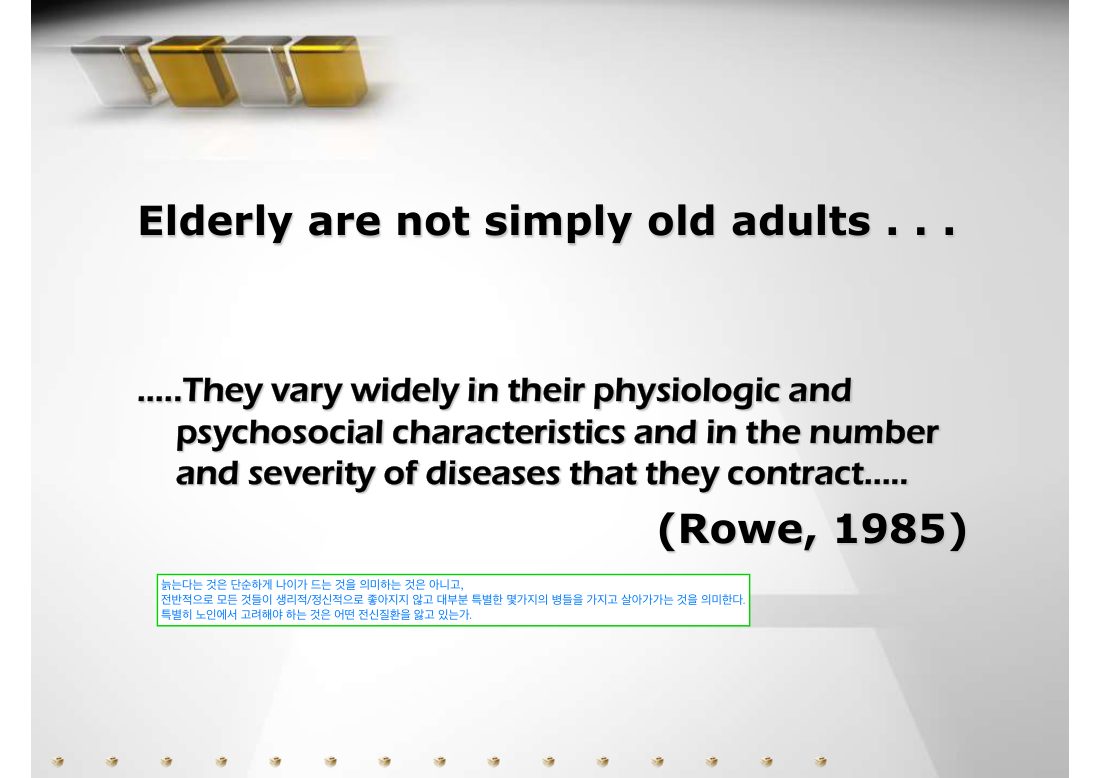 Elderly are not simply old adults . . .
.....They vary widely in their physiologic and
psychosocial characteristics and in the number
and severity of diseases that they contract.....
(Rowe, 1985)
늙는다는 것은 단순하게 나이가 드는 것을 의미하는 것은 아니고,
전반적으로 모든 것들이 생리적/정신적으로 좋아지지 않고 대부분 특별한 몇가지의 병들을 가지고 살아가가는 것을 의미한다.
특별히 노인에서 고려해야 하는 것은 어떤 전신질환을 앓고 있는가.